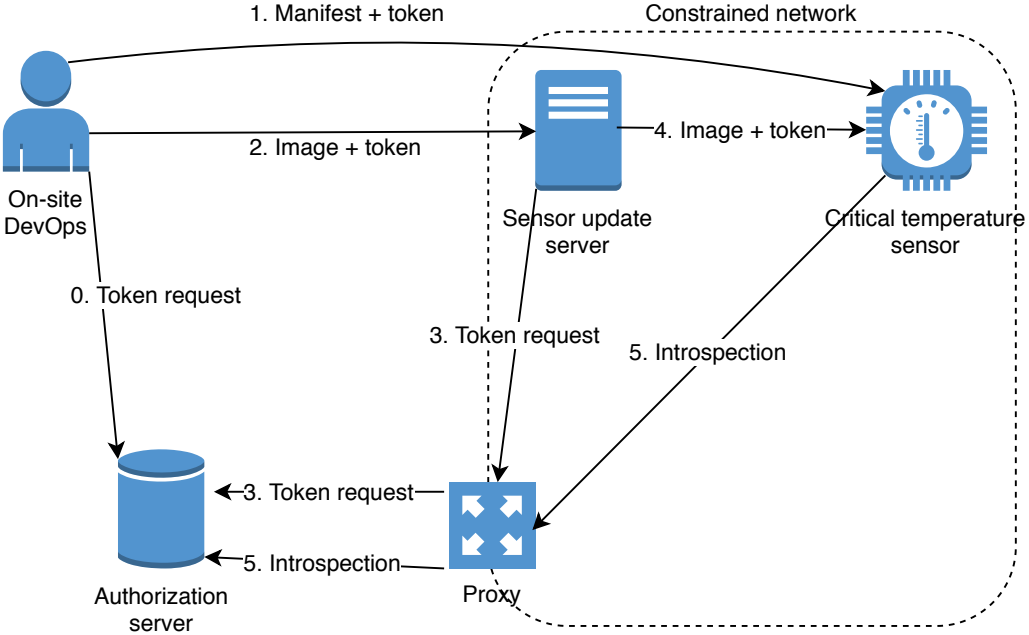 1. Manifest + token
Constrained network
2. Image + token
4. Image + token
On-site
DevOps
Sensor update
server
Critical temperature
sensor
0. Token request
3. Token request
5. Introspection
3. Token request
5. Introspection
Proxy
Authorization
server